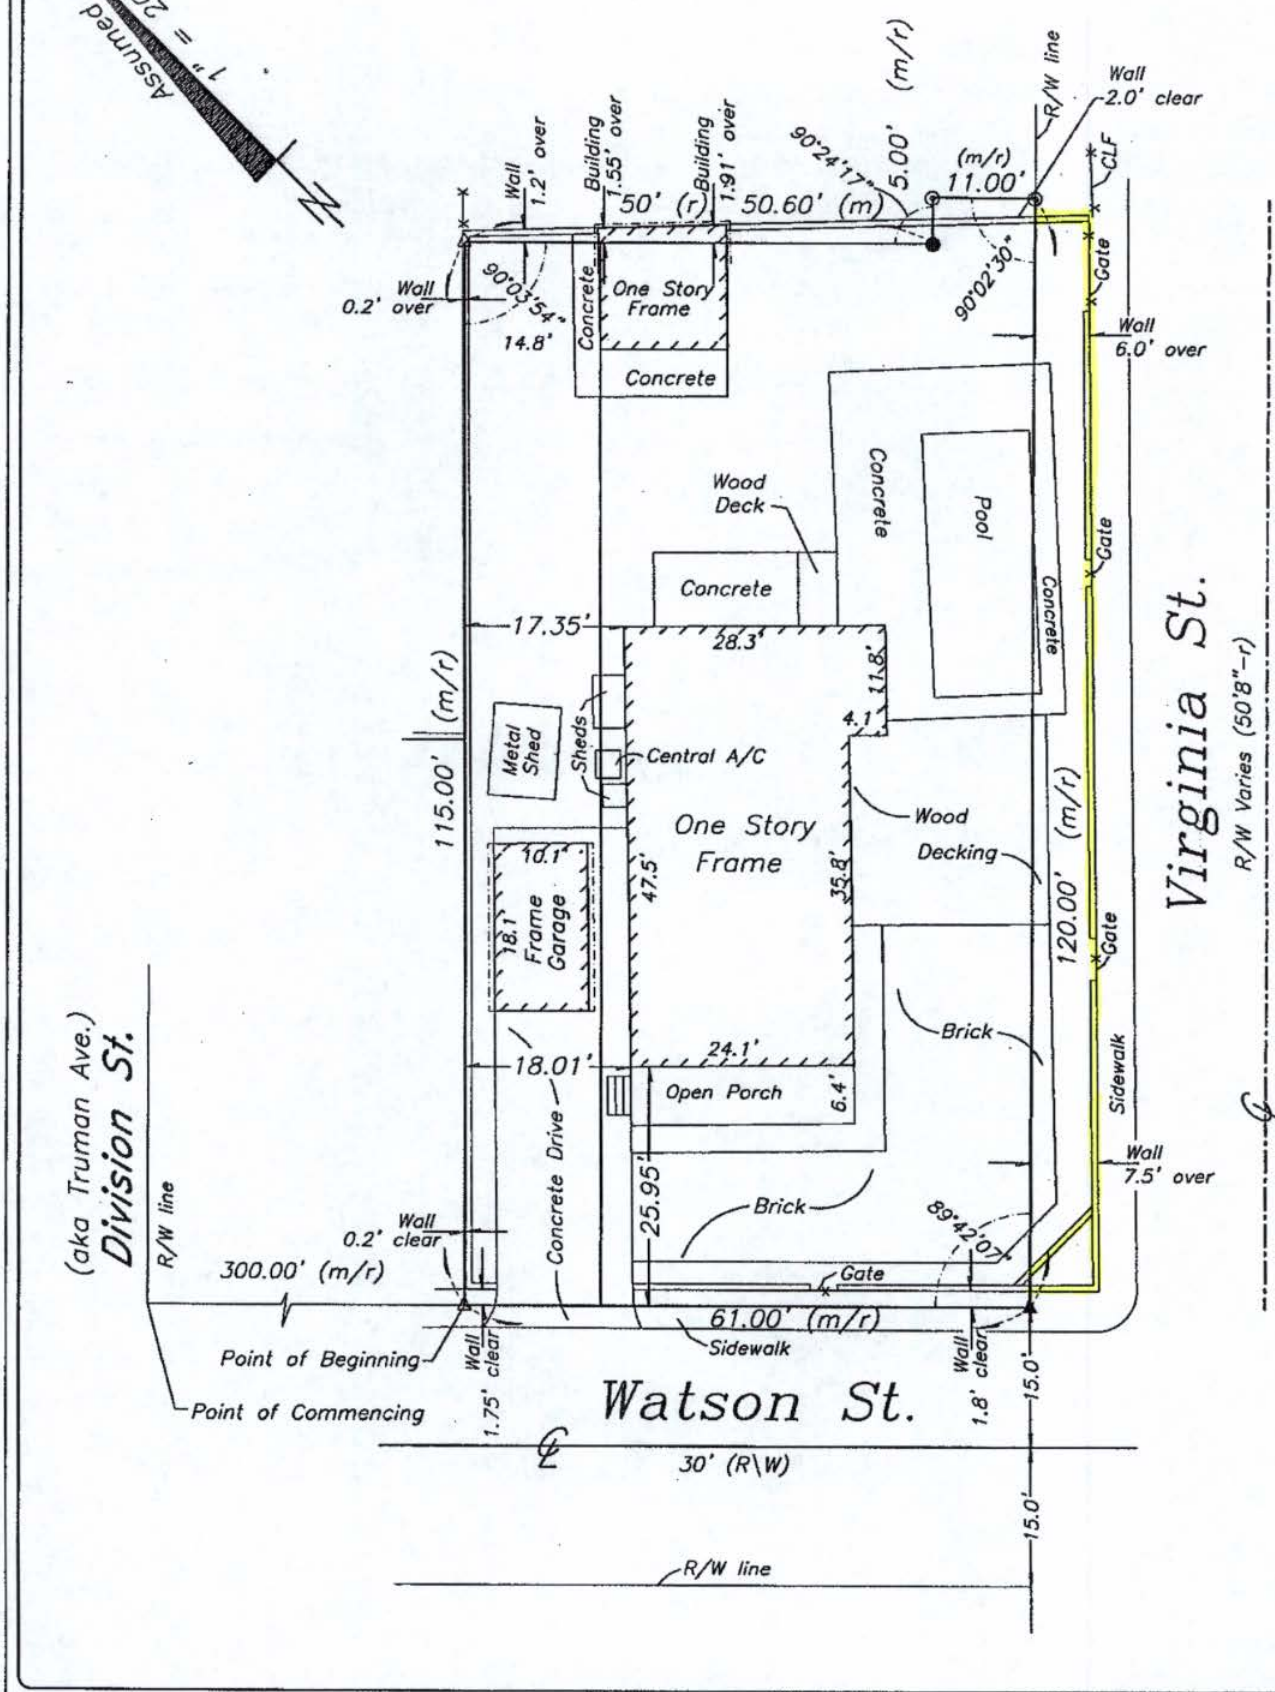 Assumed
1" = 20
Wall
1.2' over
Building
1.55' over
Building
1.91' over
50' (r)
50.60' (m)
90°24'17"
5.00' (m/r)
(m/r)
11.00'
R/W line
Wall
2.0' clear
CLF
Wall
0.2' over
90°03'54"
14.8'
Concrete
One Story
Frame
Concrete
90°02'30"
Gate
Wall
6.0' over
Wood
Deck
Concrete
Pool
Concrete
Gate
Concrete
17.35'
28.3'
11.8'
4.1'
115.00' (m/r)
Metal
Shed
Sheds
Central A/C
One Story
Frame
Wood
Decking
120.00' (m/r)
Virginia St.
R/W Varies (50'8"-r)
10.1'
18.1'
Frame
Garage
47.5'
35.8'
Gate
Brick
Sidewalk
(aka Truman Ave.)
Division St.
R/W line
18.01'
24.1'
Open Porch
6.4'
Concrete Drive
25.95'
Wall
7.5' over
Brick
89°42'07"
Wall
0.2' clear
300.00' (m/r)
Gate
61.00' (m/r)
Sidewalk
Point of Beginning
Wall
1.75' clear
Wall
1.8' clear
15.0'
Point of Commencing
Watson St.
30' (R\W)
15.0'
R/W line